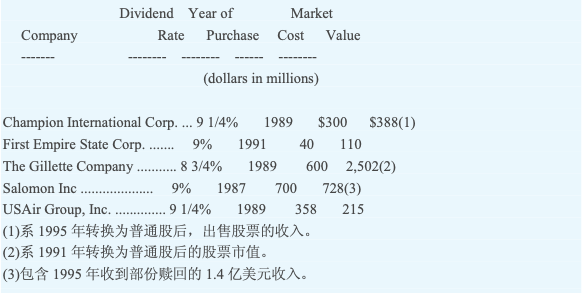 Dividend Year of Market
Company Rate Purchase Cost Value
------- -------- -------- ------ --------
(dollars in millions)
Champion International Corp. ... 9 1/4% 1989 $300 $388(1)
First Empire State Corp. ....... 9% 1991 40 110
The Gillette Company ........... 8 3/4% 1989 600 2,502(2)
Salomon Inc .................... 9% 1987 700 728(3)
USAir Group, Inc. .............. 9 1/4% 1989 358 215
(1)系 1995 年转换为普通股后，出售股票的收入。
(2)系 1991 年转换为普通股后的股票市值。
(3)包含 1995 年收到部份赎回的 1.4 亿美元收入。